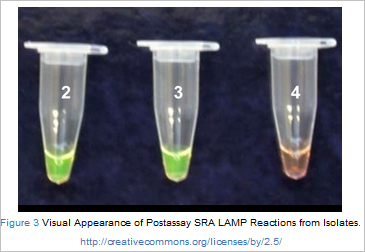 2 3 4
Figure 3 Visual Appearance of Postassay SRA LAMP Reactions from Isolates.
http://creativecommons.org/licenses/by/2.5/